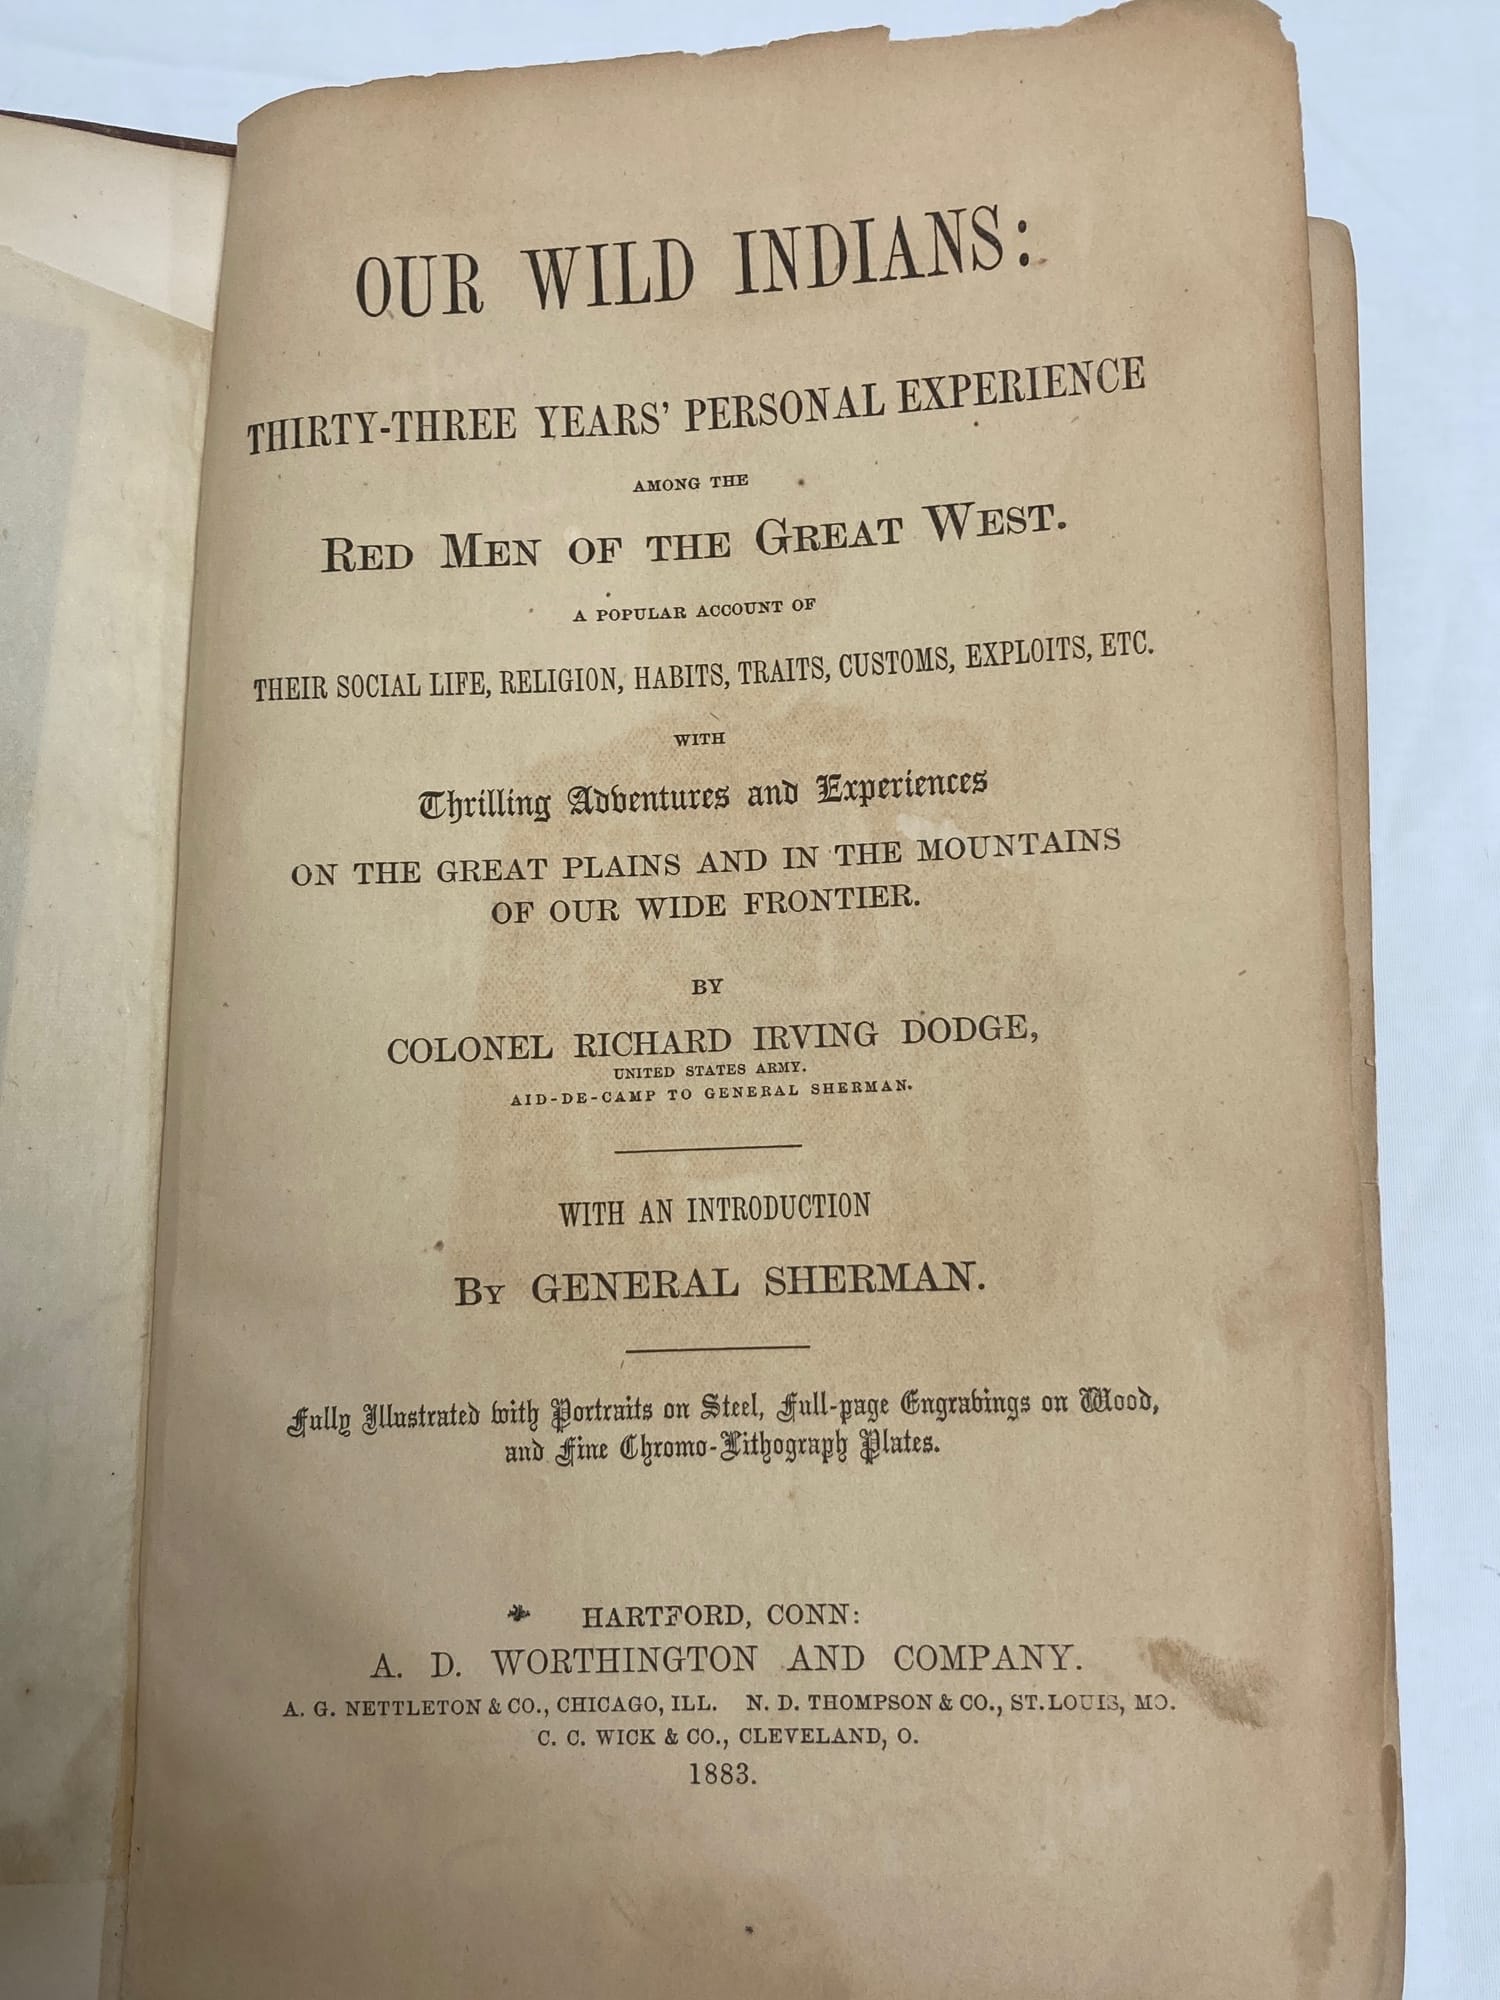 OUR WILD INDIANS:
THIRTY-THREE YEARS' PERSONAL EXPERIENCE
AMONG THE
RED MEN OF THE GREAT WEST.
A POPULAR ACCOUNT OF
THEIR SOCIAL LIFE, RELIGION, HABITS, TRAITS, CUSTOMS, EXPLOITS, ETC.
WITH
Thrilling Adventures and Experiences
ON THE GREAT PLAINS AND IN THE MOUNTAINS
OF OUR WIDE FRONTIER.
BY
COLONEL RICHARD IRVING DODGE,
UNITED STATES ARMY.
AID-DE-CAMP TO GENERAL SHERMAN.
WITH AN INTRODUCTION
BY GENERAL SHERMAN.
Fully Illustrated with Portraits on Steel, Full-page Engravings on Wood,
and Fine Chromo-Lithograph Plates.
HARTFORD, CONN:
A. D. WORTHINGTON AND COMPANY.
A. G. NETTLETON & CO., CHICAGO, ILL. N. D. THOMPSON & CO., ST. LOUIS, MO.
C. C. WICK & CO., CLEVELAND, O.
1883.